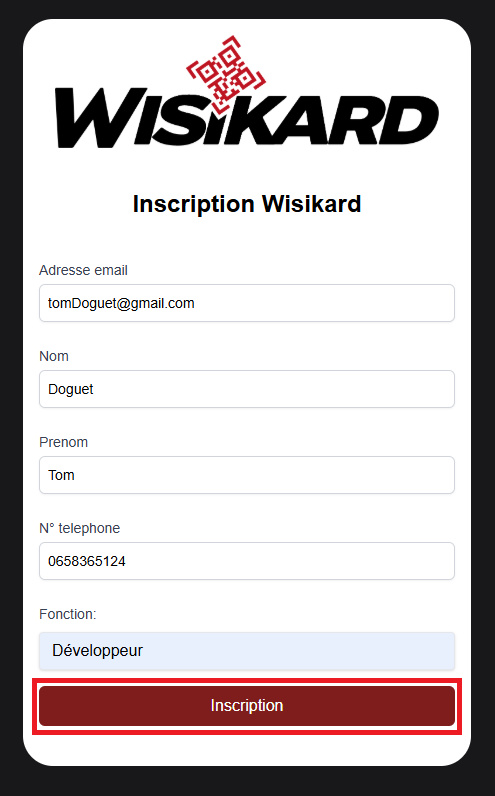 WISIKARD
Inscription Wisikard
Adresse email
tomDoguet@gmail.com
Nom
Doguet
Prenom
Tom
N° telephone
0658365124
Fonction:
Développeur
Inscription